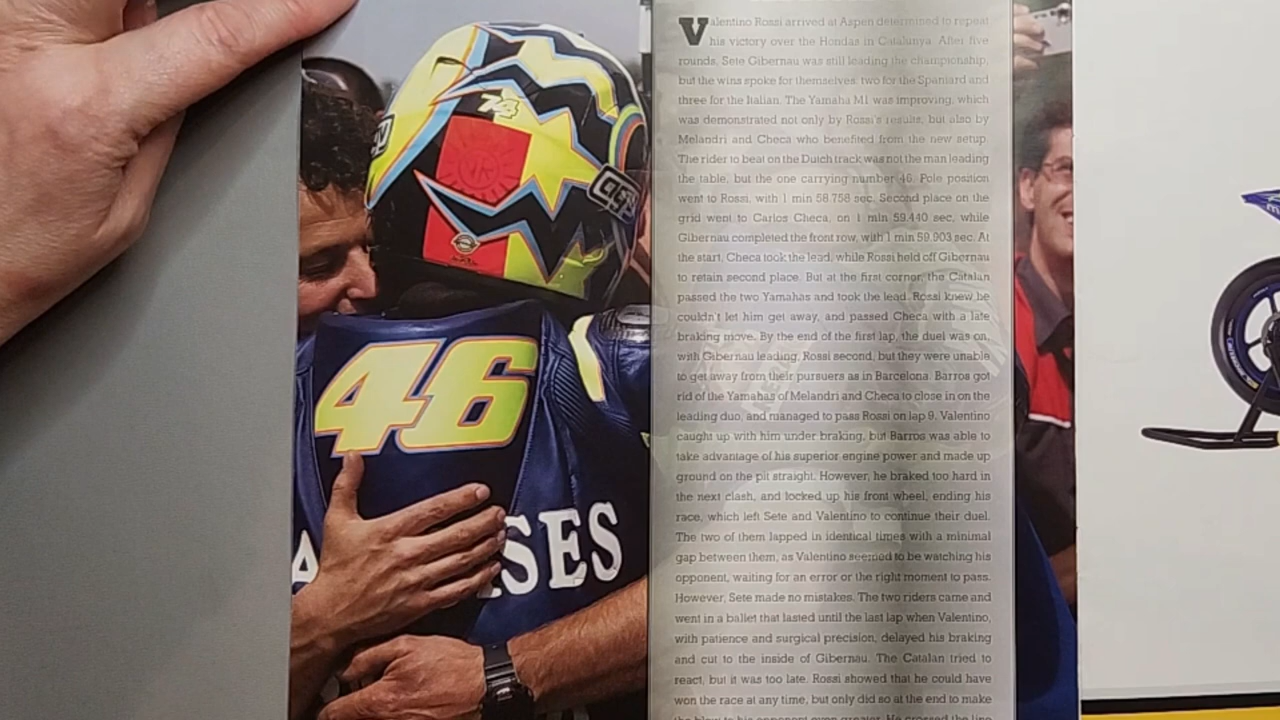 74
agv
46
SES
Valentino Rossi arrived at Aspen determined to repeat
his victory over the Hondas in Catalunya. After five
rounds, Sete Gibernau was still leading the championship,
but the wins spoke for themselves: two for the Spaniard and
three for the Italian. The Yamaha M1 was improving, which
was demonstrated not only by Rossi's results, but also by
Melandri and Checa who benefited from the new setup.
The rider to beat on the Dutch track was not the man leading
the table, but the one carrying number 46. Pole position
went to Rossi, with 1 min 58.758 sec. Second place on the
grid went to Carlos Checa, on 1 min 59.440 sec, while
Gibernau completed the front row, with 1 min 59.903 sec. At
the start, Checa took the lead, while Rossi held off Gibernau
to retain second place. But at the first corner, the Catalan
passed the two Yamahas and took the lead. Rossi knew he
couldn't let him get away, and passed Checa with a late
braking move. By the end of the first lap, the duel was on,
with Gibernau leading, Rossi second, but they were unable
to get away from their pursuers as in Barcelona. Barros got
rid of the Yamahas of Melandri and Checa to close in on the
leading duo, and managed to pass Rossi on lap 9. Valentino
caught up with him under braking, but Barros was able to
take advantage of his superior engine power and made up
ground on the pit straight. However, he braked too hard in
the next clash, and locked up his front wheel, ending his
race, which left Sete and Valentino to continue their duel.
The two of them lapped in identical times with a minimal
gap between them, as Valentino seemed to be watching his
opponent, waiting for an error or the right moment to pass.
However, Sete made no mistakes. The two riders came and
went in a ballet that lasted until the last lap when Valentino,
with patience and surgical precision, delayed his braking
and cut to the inside of Gibernau. The Catalan tried to
react, but it was too late. Rossi showed that he could have
won the race at any time, but only did so at the end to make
the blow to his opponent even greater. He crossed the line